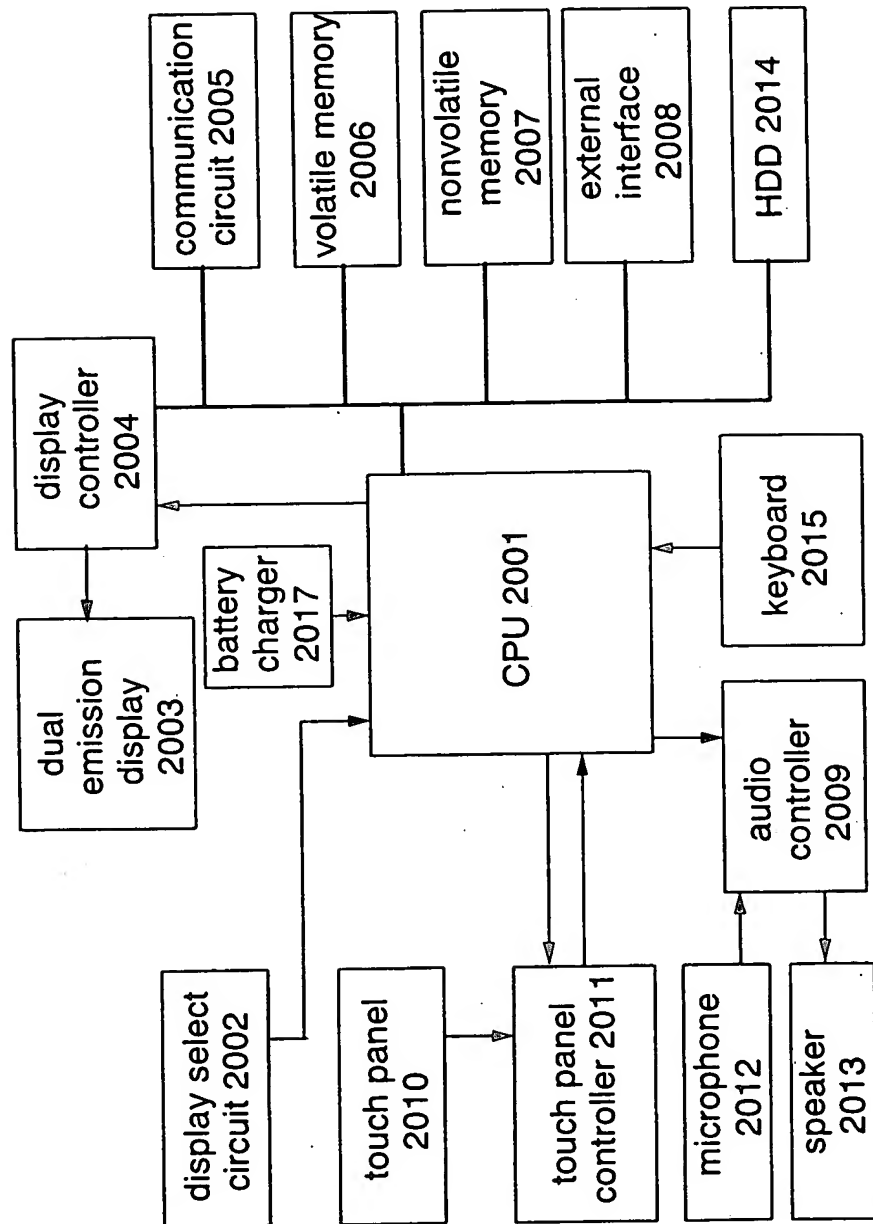 display select
circuit 2002
touch panel
2010
touch panel
controller 2011
microphone
2012
speaker
2013
dual
emission
display
2003
battery
charger
2017
CPU 2001
audio
controller
2009
display
controller
2004
keyboard
2015
communication
circuit 2005
volatile memory
2006
nonvolatile
memory
2007
external
interface
2008
HDD 2014